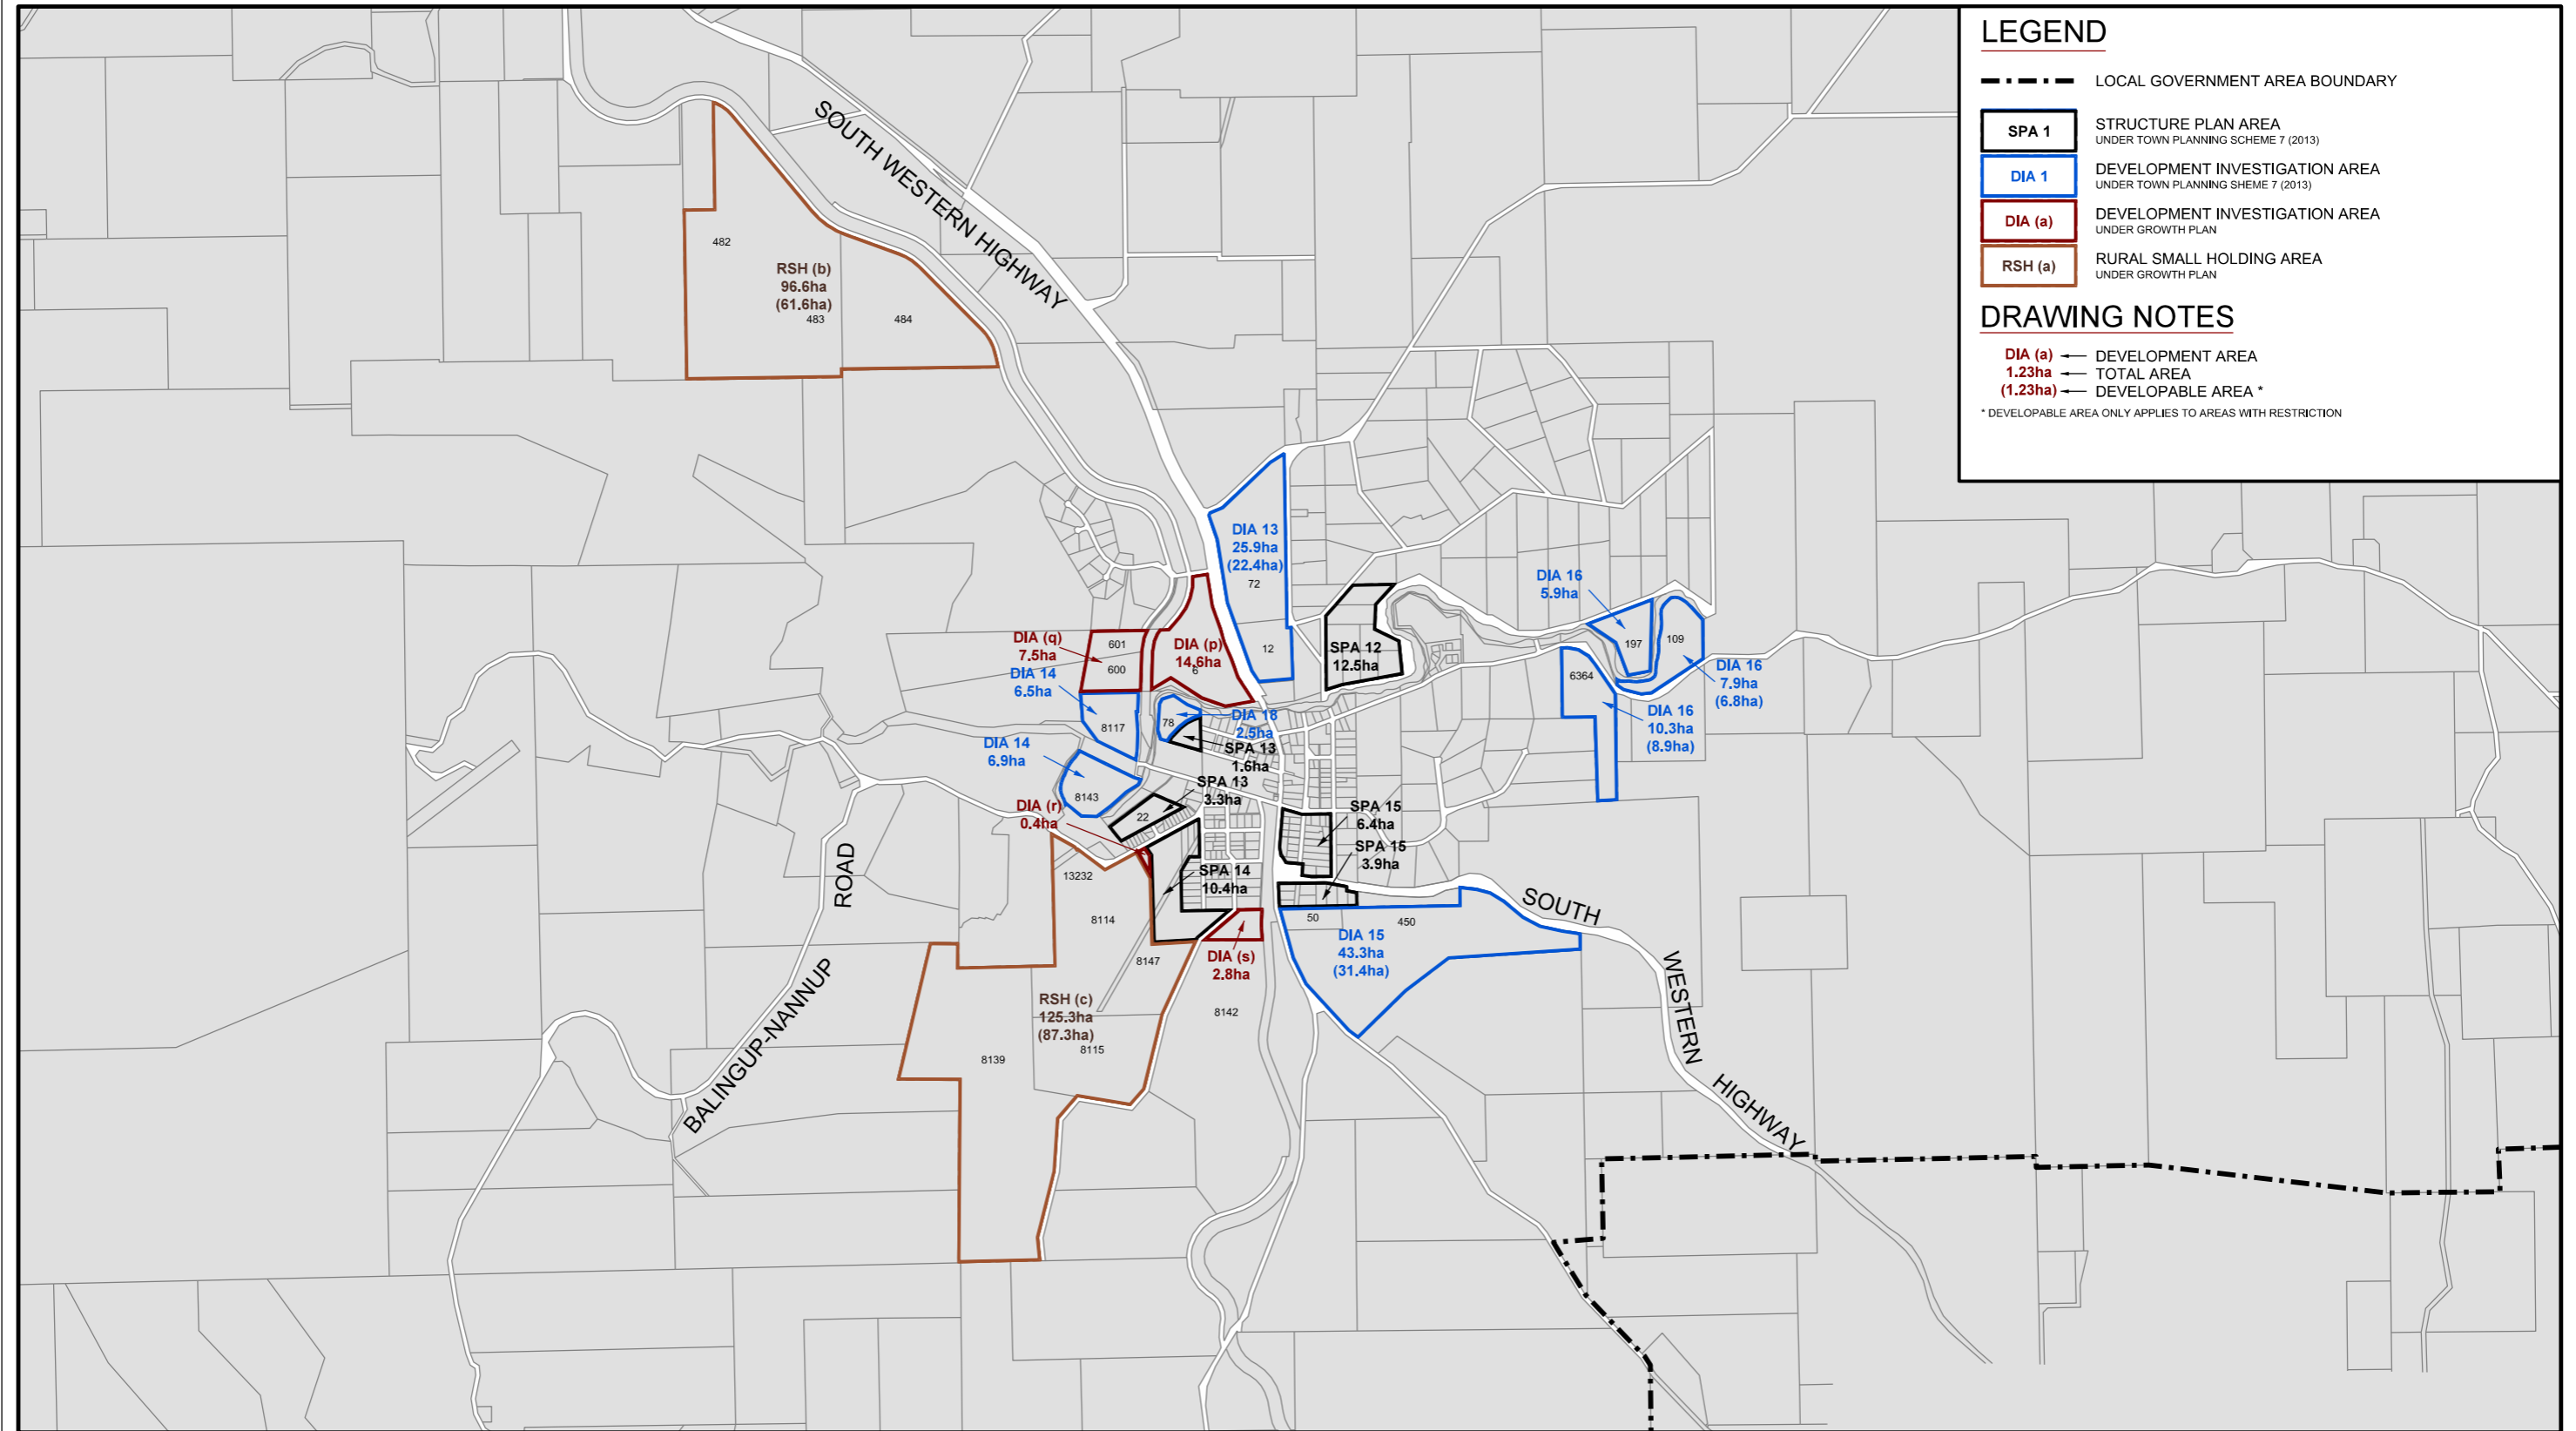 LEGEND
LOCAL GOVERNMENT AREA BOUNDARY
SPA 1
STRUCTURE PLAN AREA
UNDER TOWN PLANNING SCHEME 7 (2013)
DIA 1
DEVELOPMENT INVESTIGATION AREA
UNDER TOWN PLANNING SHEME 7 (2013)
DIA (a)
DEVELOPMENT INVESTIGATION AREA
UNDER GROWTH PLAN
RSH (a)
RURAL SMALL HOLDING AREA
UNDER GROWTH PLAN
DRAWING NOTES
DIA (a)
DEVELOPMENT AREA
1.23ha
TOTAL AREA
(1.23ha)
DEVELOPABLE AREA *
* DEVELOPABLE AREA ONLY APPLIES TO AREAS WITH RESTRICTION
SOUTH WESTERN HIGHWAY
482
RSH (b)
96.6ha
(61.6ha)
483
484
DIA 13
25.9ha
(22.4ha)
72
12
DIA 16
5.9ha
197
109
DIA 16
7.9ha
(6.8ha)
6364
DIA 16
10.3ha
(8.9ha)
SPA 12
12.5ha
DIA (q)
7.5ha
601
600
DIA (p)
14.6ha
6
DIA 14
6.5ha
8117
78
DIA 18
2.5ha
SPA 13
1.6ha
DIA 14
6.9ha
8143
SPA 13
3.3ha
22
DIA (r)
0.4ha
SPA 15
6.4ha
SPA 15
3.9ha
SPA 14
10.4ha
13232
8114
8147
DIA (s)
2.8ha
50
450
DIA 15
43.3ha
(31.4ha)
RSH (c)
125.3ha
(87.3ha)
8115
8139
8142
BALINGUP-NANNUP
ROAD
SOUTH
WESTERN
HIGHWAY